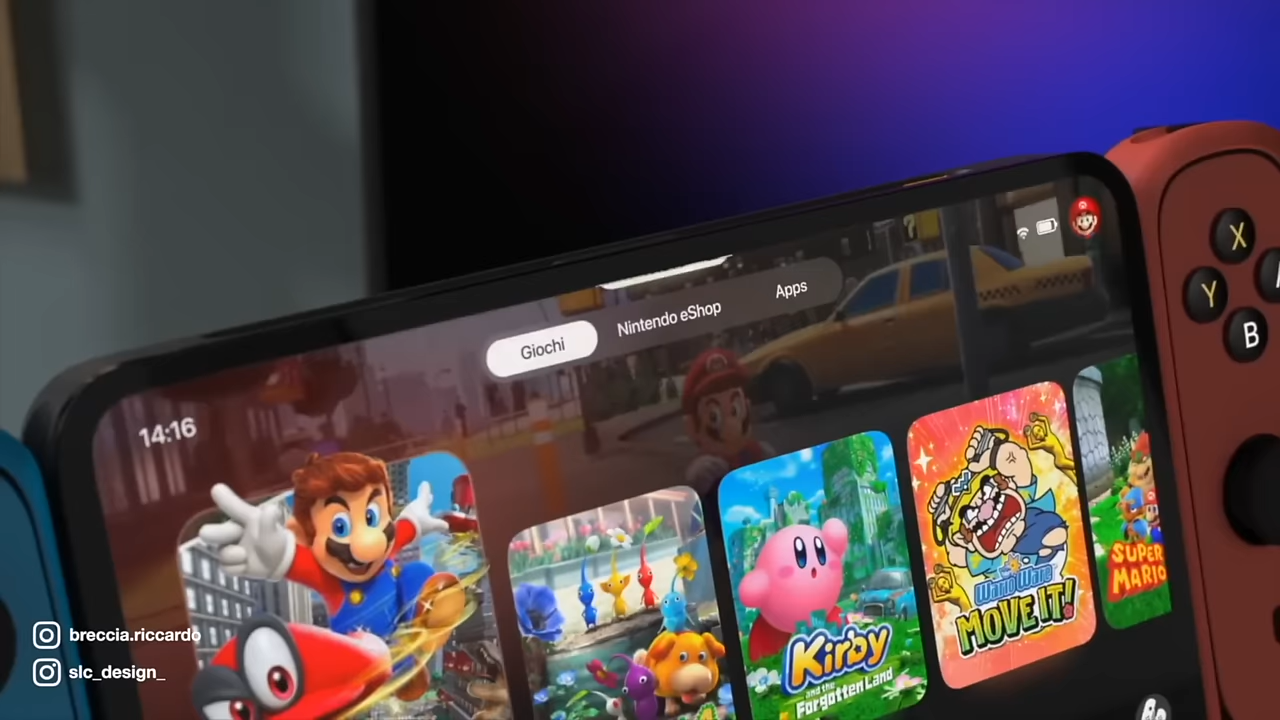 X
Y
B
Apps
Nintendo eShop
Giochi
14:16
Kirby
and the
Forgotten Land
WarioWare
MOVE IT!
SUPER
MARIO
breccia.riccardo
slc_design_